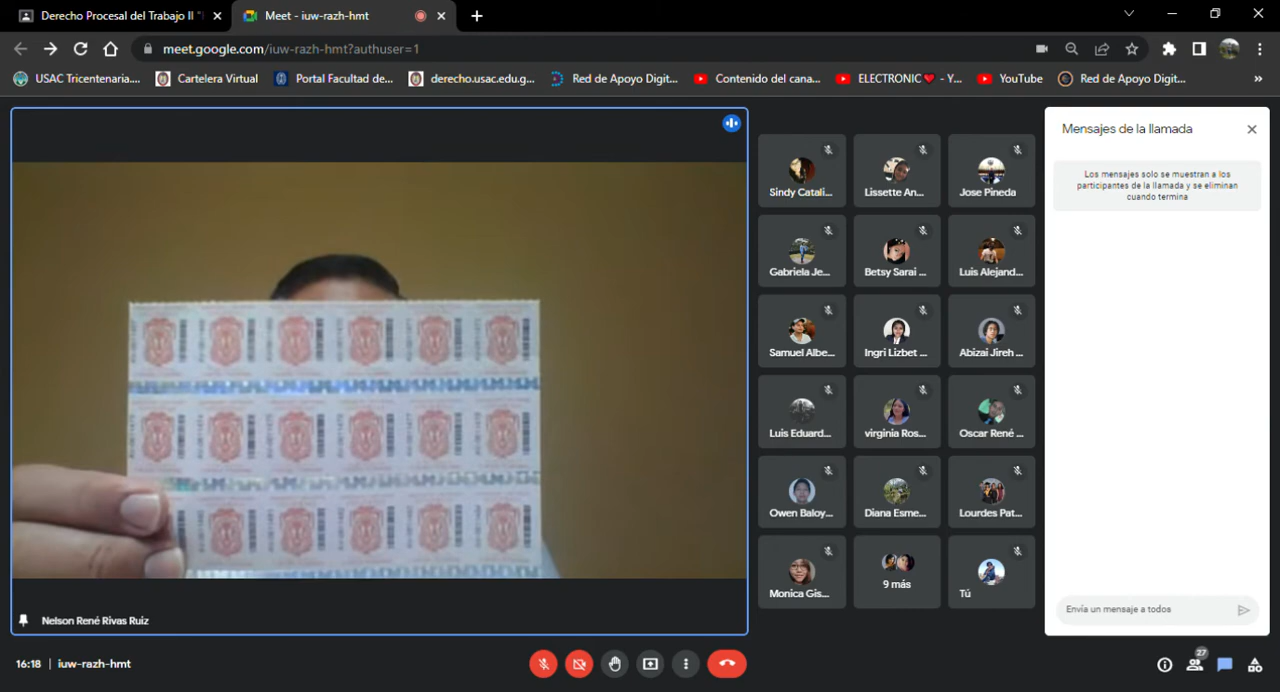 Derecho Procesal del Trabajo II "
Meet - iuw-razh-hmt
meet.google.com/iuw-razh-hmt?authuser=1
USAC Tricentenaria....
Cartelera Virtual
Portal Facultad de...
derecho.usac.edu.g...
Red de Apoyo Digit...
Contenido del cana...
ELECTRONIC❤ - Y...
YouTube
Red de Apoyo Digit...
»
Sindy Catali...
Lissette An...
Jose Pineda
Gabriela Je...
Betsy Sarai ...
Luis Alejand...
Samuel Albe...
Ingri Lizbet ...
Abizai Jireh ...
Luis Eduard...
virginia Ros...
Oscar René ...
Owen Baloy...
Diana Esme...
Lourdes Pat...
Monica Gis...
9 más
Tú
Nelson René Rivas Ruiz
Mensajes de la llamada
Los mensajes solo se muestran a los
participantes de la llamada y se eliminan
cuando termina
Envía un mensaje a todos
16:18 | iuw-razh-hmt
27